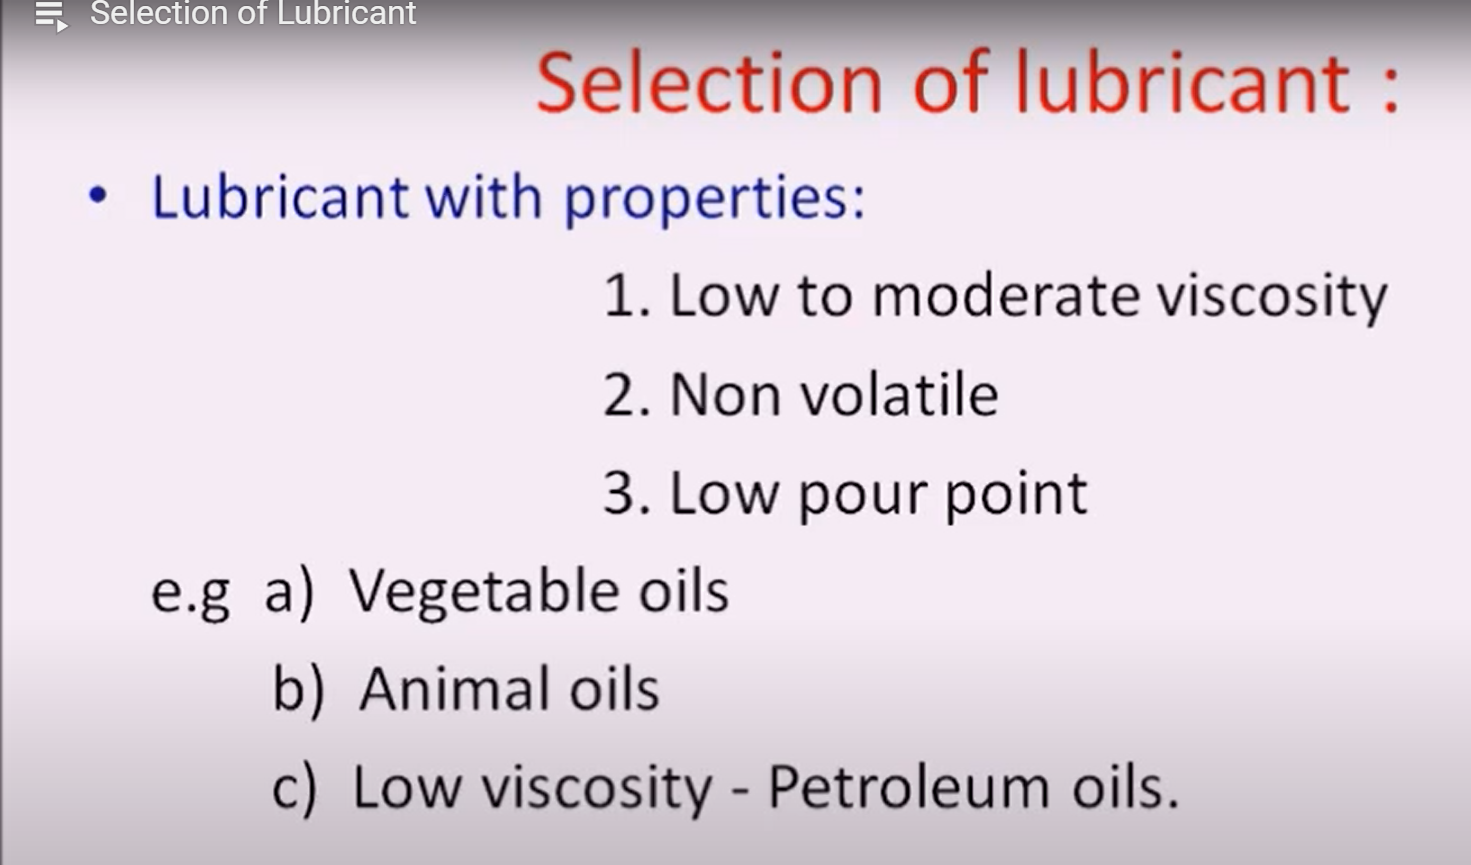 Selection of Lubricant
Selection of lubricant :
• Lubricant with properties:
1. Low to moderate viscosity
2. Non volatile
3. Low pour point
e.g a) Vegetable oils
b) Animal oils
c) Low viscosity - Petroleum oils.